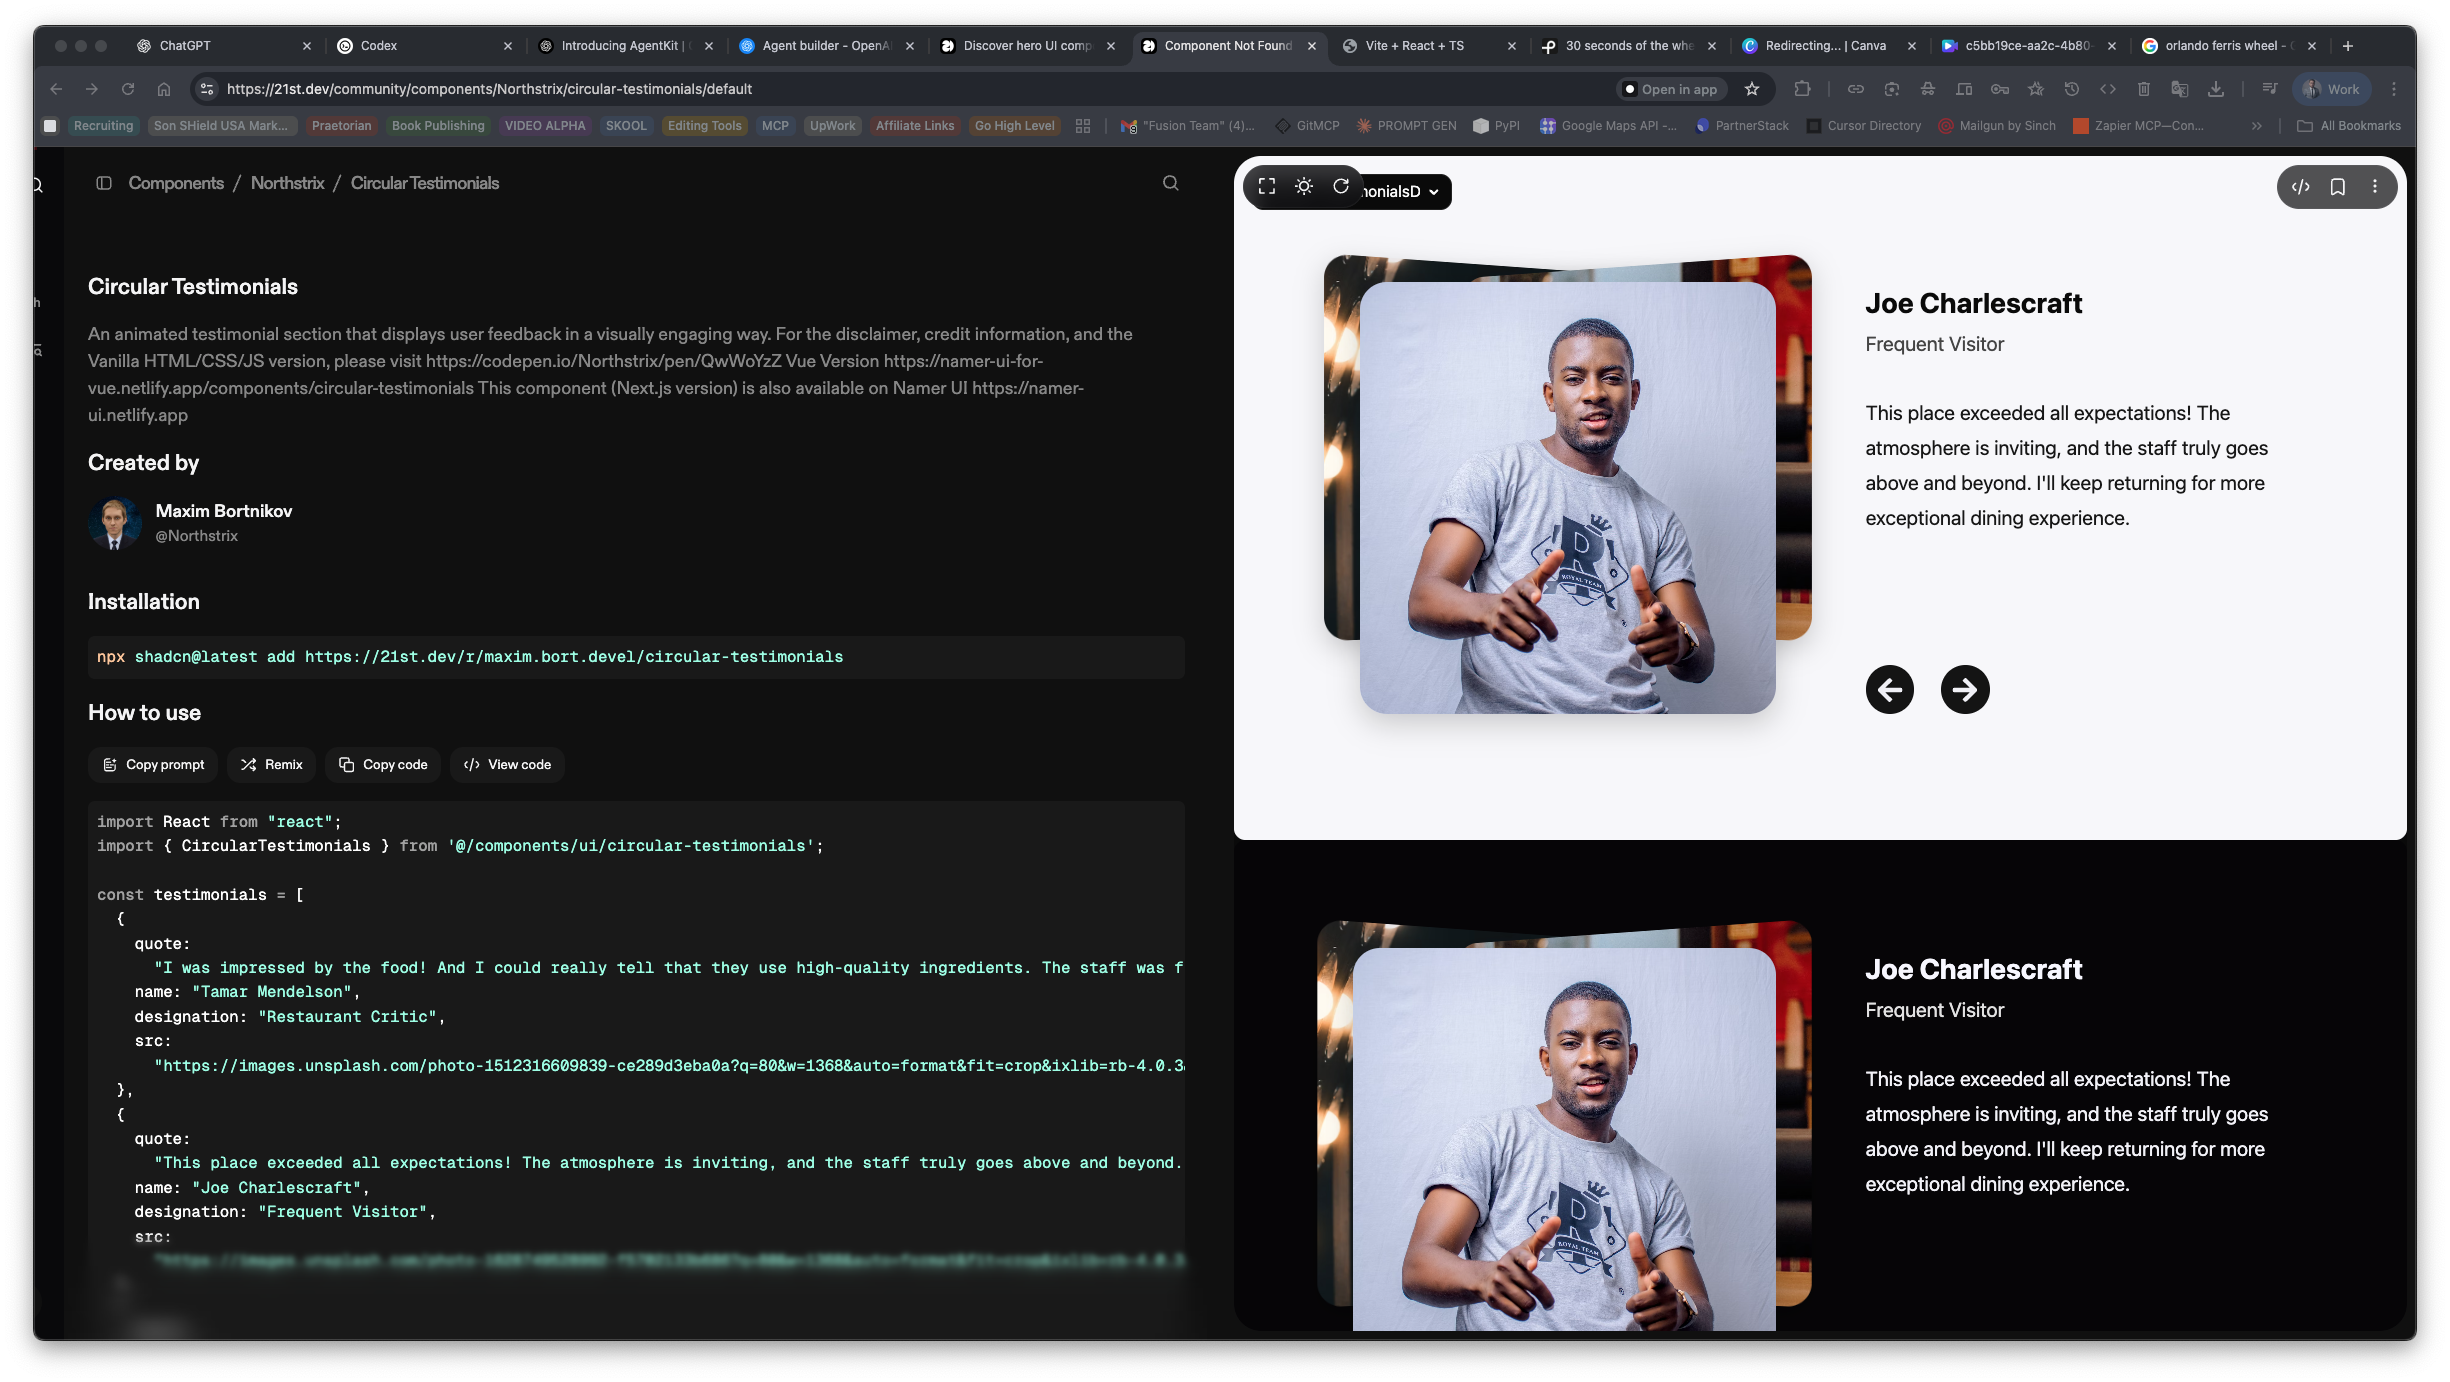 ChatGPT
Codex
Introducing AgentKit |
Agent builder - OpenAI
Discover hero UI comp
Component Not Found
Vite + React + TS
30 seconds of the whe
Redirecting... | Canva
c5bb19ce-aa2c-4b80-
orlando ferris wheel -
https://21st.dev/community/components/Northstrix/circular-testimonials/default
Open in app
Work
Recruiting
Son SHield USA Mark...
Praetorian
Book Publishing
VIDEO ALPHA
SKOOL
Editing Tools
MCP
UpWork
Affiliate Links
Go High Level
"Fusion Team" (4)...
GitMCP
PROMPT GEN
PyPI
Google Maps API -...
PartnerStack
Cursor Directory
Mailgun by Sinch
Zapier MCP—Con...
All Bookmarks
Components / Northstrix / Circular Testimonials
Circular Testimonials
An animated testimonial section that displays user feedback in a visually engaging way. For the disclaimer, credit information, and the
Vanilla HTML/CSS/JS version, please visit https://codepen.io/Northstrix/pen/QwWoYzZ Vue Version https://namer-ui-for-
vue.netlify.app/components/circular-testimonials This component (Next.js version) is also available on Namer UI https://namer-
ui.netlify.app
Created by
Maxim Bortnikov
@Northstrix
Installation
npx shadcn@latest add https://21st.dev/r/maxim.bort.devel/circular-testimonials
How to use
Copy prompt
Remix
Copy code
View code
import React from "react";
import { CircularTestimonials } from '@/components/ui/circular-testimonials';
const testimonials = [
{
quote:
"I was impressed by the food! And I could really tell that they use high-quality ingredients. The staff was f
name: "Tamar Mendelson",
designation: "Restaurant Critic",
src:
"https://images.unsplash.com/photo-1512316609839-ce289d3eba0a?q=80&w=1368&auto=format&fit=crop&ixlib=rb-4.0.3&
},
{
quote:
"This place exceeded all expectations! The atmosphere is inviting, and the staff truly goes above and beyond.
name: "Joe Charlescraft",
designation: "Frequent Visitor",
src:
monialsD
Joe Charlescraft
Frequent Visitor
This place exceeded all expectations! The
atmosphere is inviting, and the staff truly goes
above and beyond. I'll keep returning for more
exceptional dining experience.
R
ROYAL TEAM
Joe Charlescraft
Frequent Visitor
This place exceeded all expectations! The
atmosphere is inviting, and the staff truly goes
above and beyond. I'll keep returning for more
exceptional dining experience.
R
ROYAL TEAM